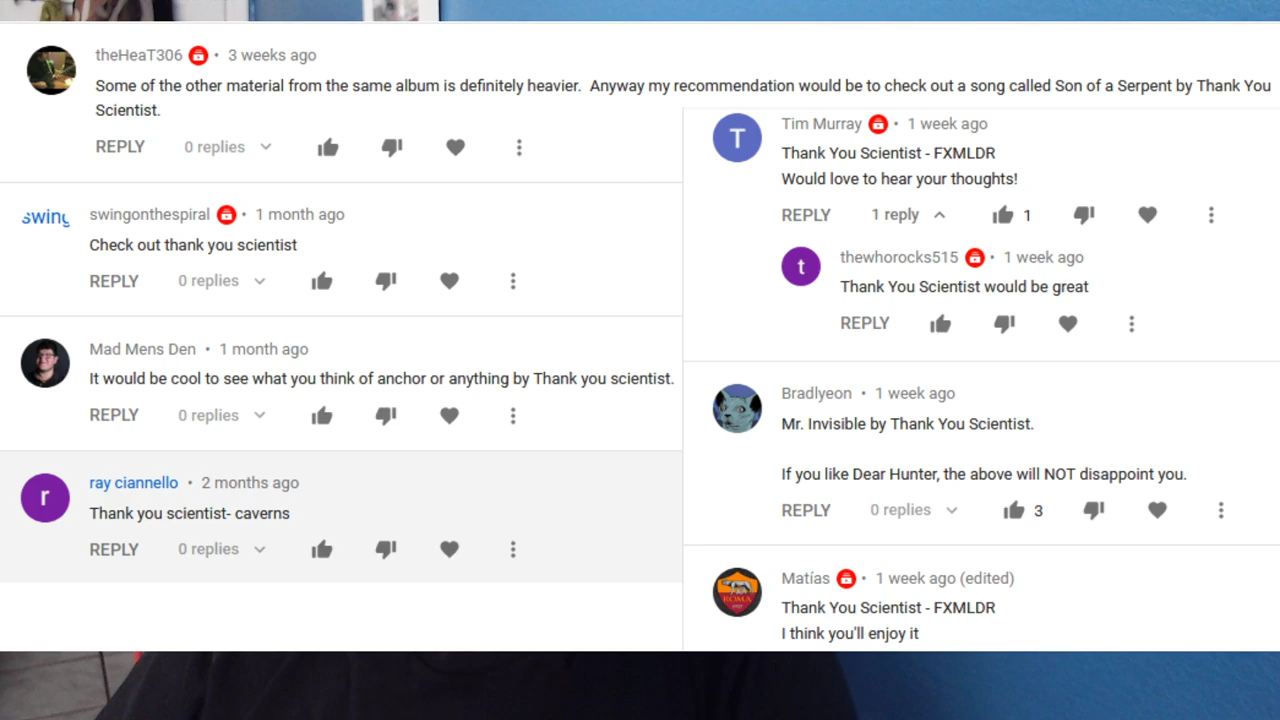 theHeaT306 • 3 weeks ago
Some of the other material from the same album is definitely heavier. Anyway my recommendation would be to check out a song called Son of a Serpent by Thank You
Scientist.
REPLY 0 replies
swing
swingonthespiral • 1 month ago
Check out thank you scientist
REPLY 0 replies
Mad Mens Den • 1 month ago
It would be cool to see what you think of anchor or anything by Thank you scientist.
REPLY 0 replies
r
ray ciannello • 2 months ago
Thank you scientist- caverns
REPLY 0 replies
T
Tim Murray • 1 week ago
Thank You Scientist - FXMLDR
Would love to hear your thoughts!
REPLY 1 reply 1
t
thewhorocks515 • 1 week ago
Thank You Scientist would be great
REPLY
Bradlyeon • 1 week ago
Mr. Invisible by Thank You Scientist.
If you like Dear Hunter, the above will NOT disappoint you.
REPLY 0 replies 3
ROMA
Matías • 1 week ago (edited)
Thank You Scientist - FXMLDR
I think you'll enjoy it